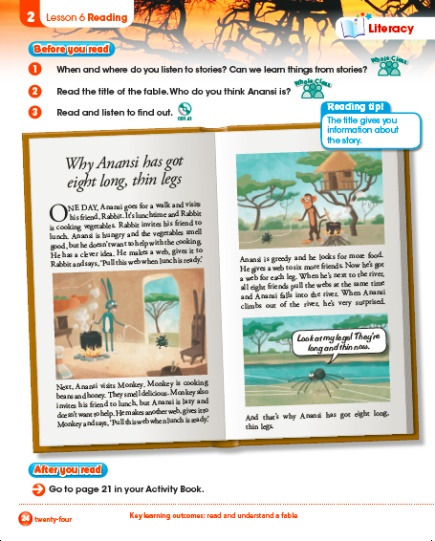 2 Lesson 6 Reading
Literacy
Before you read
Whole Class
1 When and where do you listen to stories? Can we learn things from stories?
Whole Class
2 Read the title of the fable. Who do you think Anansi is?
3 Read and listen to find out.
Reading tip!
The title gives you
information about
the story.
Why Anansi has got
eight long, thin legs
ONE DAY, Anansi goes for a walk and visits
his friend, Rabbit. It's lunchtime and Rabbit
is cooking vegetables. Rabbit invites his friend to
lunch. Anansi is hungry and the vegetables smell
good, but he doesn't want to help with the cooking.
He has a clever idea. He makes a web, gives it to
Rabbit and says, 'Pull this web when lunch is ready.'
Next, Anansi visits Monkey. Monkey is cooking
beans and honey. They smell delicious. Monkey also
invites his friend to lunch, but Anansi is lazy and
doesn't want to help. He makes another web, gives it to
Monkey and says, 'Pull this web when lunch is ready.'
Anansi is greedy and he looks for more food.
He gives a web to six more friends. Now he's got
a web for each leg. When he's next to the river,
all eight friends pull the webs at the same time
and Anansi falls into the river. When Anansi
climbs out of the river, he's very surprised.
Look at my legs! They're
long and thin now.
And that's why Anansi has got eight long,
thin legs.
After you read
Go to page 21 in your Activity Book.
24 twenty-four
Key learning outcomes: read and understand a fable